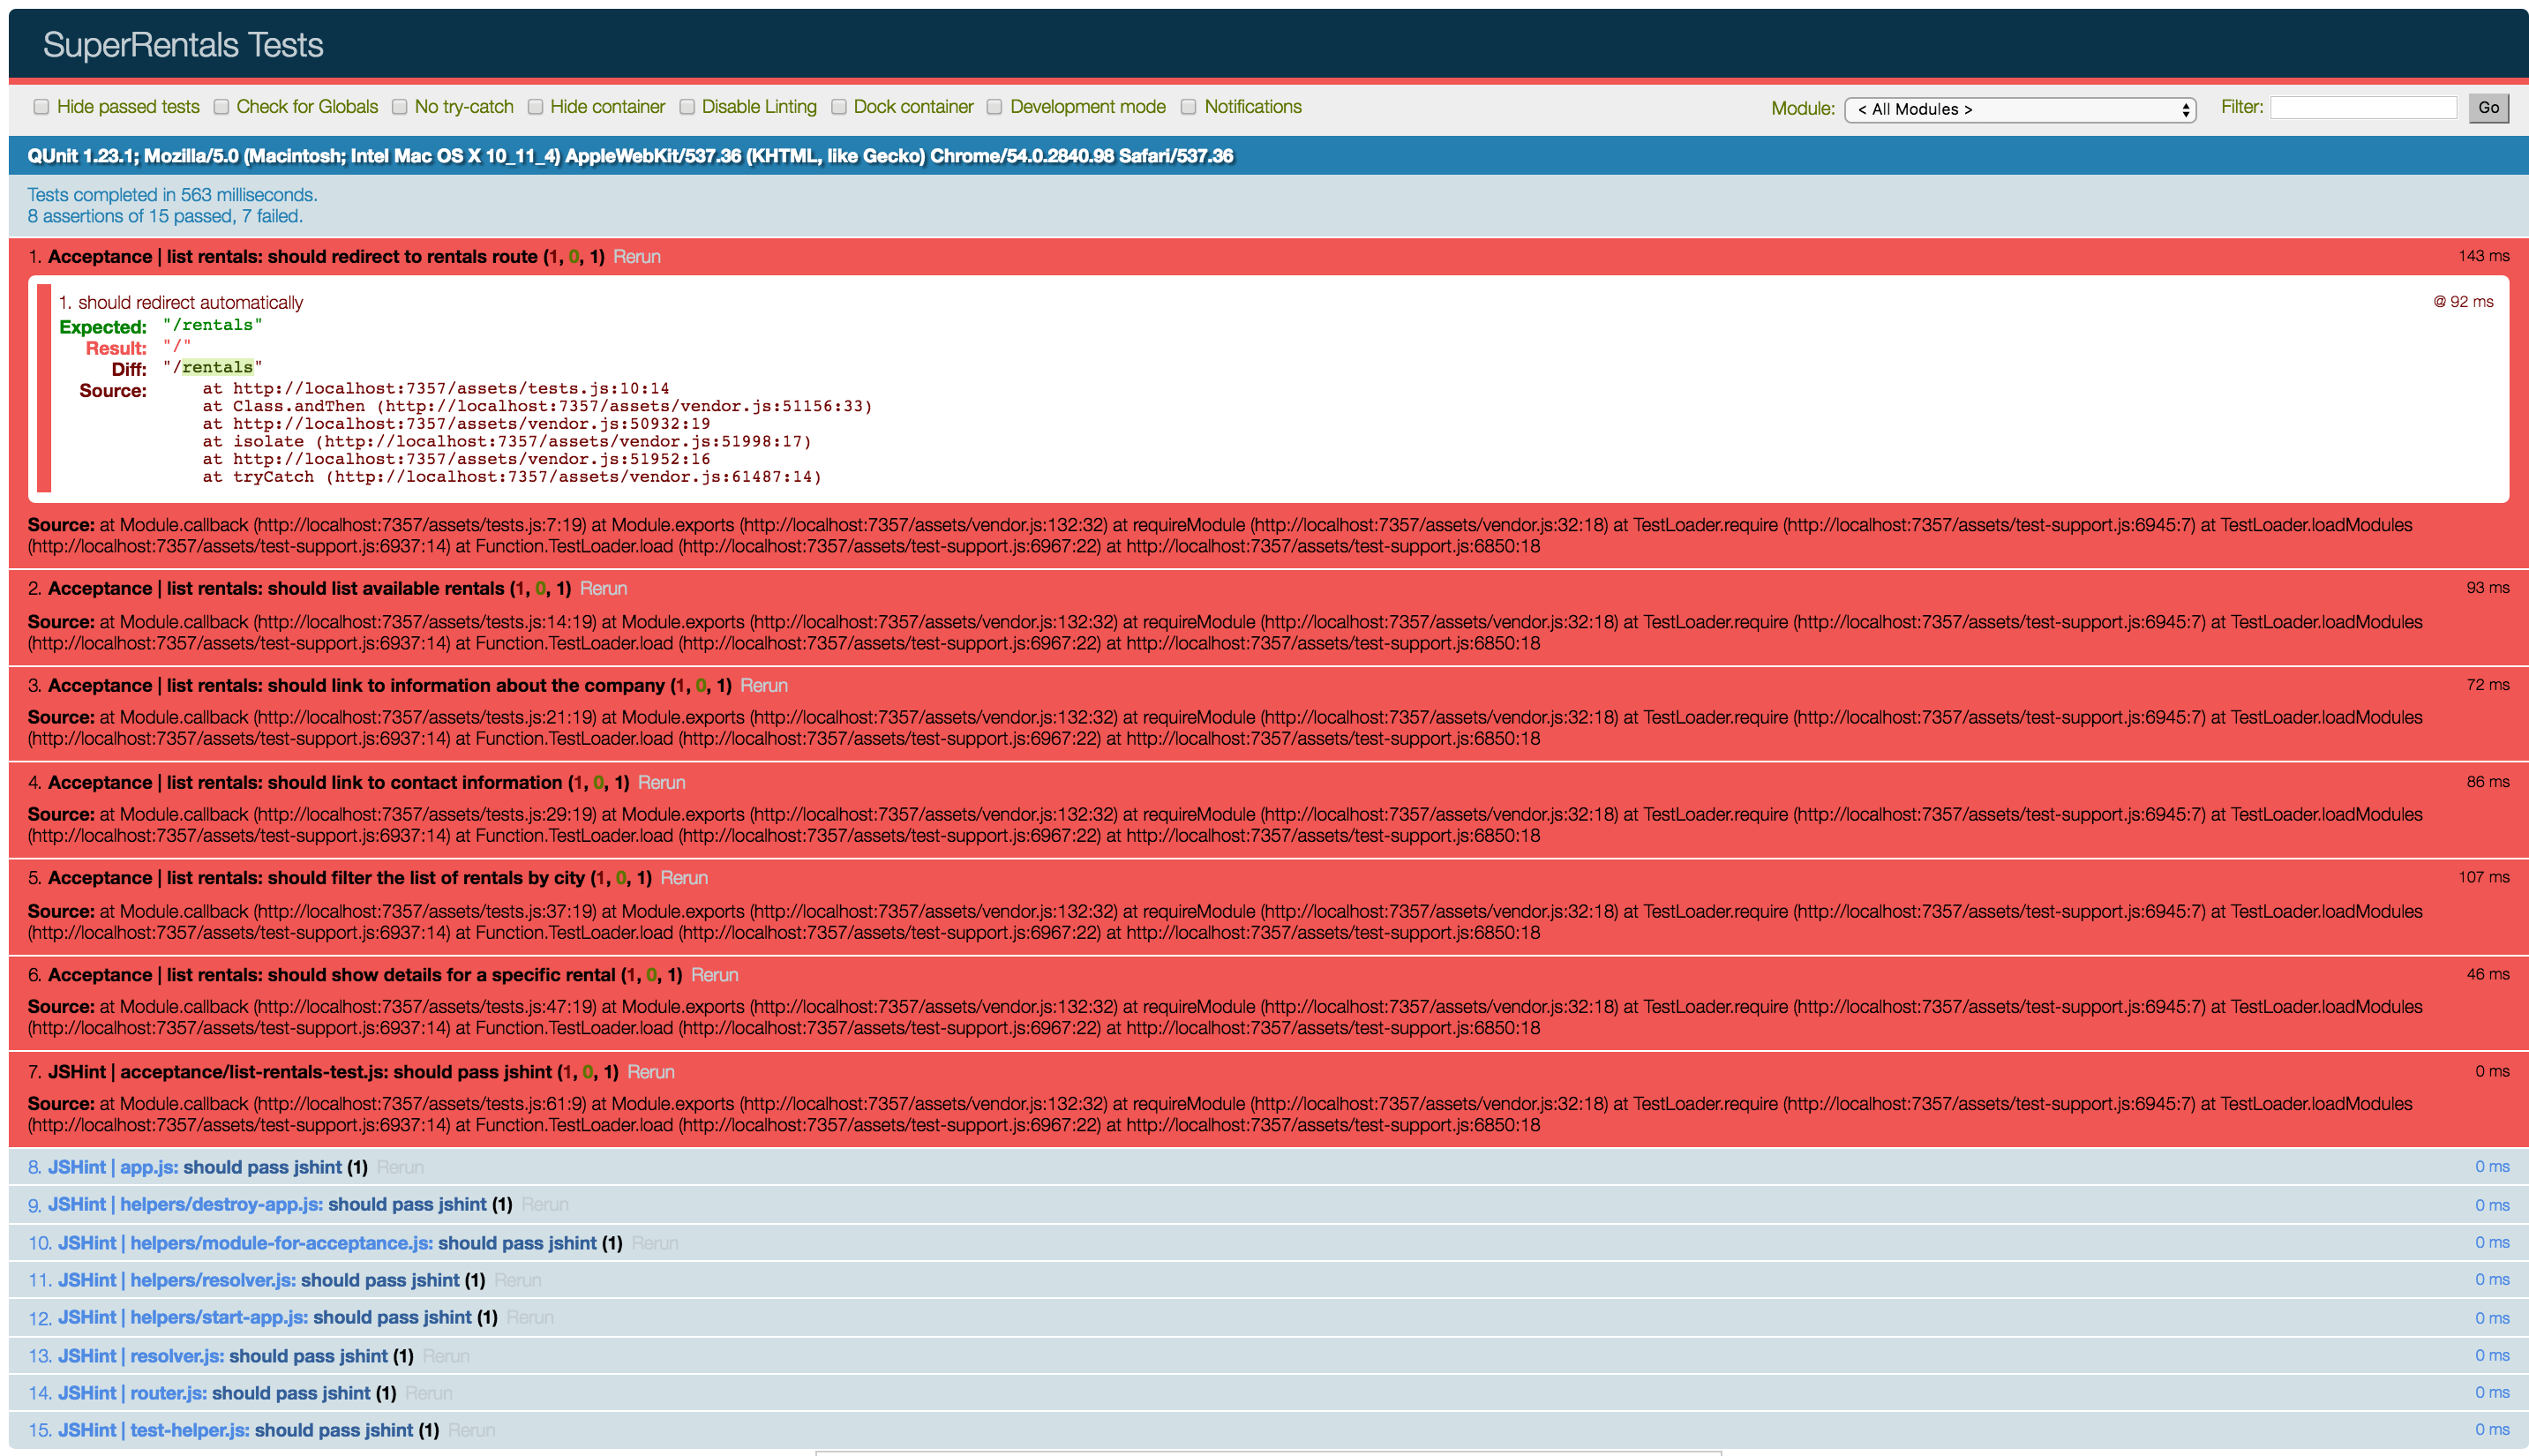 SuperRentals Tests
Hide passed tests Check for Globals No try-catch Hide container Disable Linting Dock container Development mode Notifications Module: < All Modules > Filter: Go
QUnit 1.23.1; Mozilla/5.0 (Macintosh; Intel Mac OS X 10_11_4) AppleWebKit/537.36 (KHTML, like Gecko) Chrome/54.0.2840.98 Safari/537.36
Tests completed in 563 milliseconds.
8 assertions of 15 passed, 7 failed.
1. Acceptance | list rentals: should redirect to rentals route (1, 0, 1) Rerun 143 ms
1. should redirect automatically @ 92 ms
Expected: "/rentals"
Result: "/"
Diff: "/rentals"
Source: at http://localhost:7357/assets/tests.js:10:14
at Class.andThen (http://localhost:7357/assets/vendor.js:51156:33)
at http://localhost:7357/assets/vendor.js:50932:19
at isolate (http://localhost:7357/assets/vendor.js:51998:17)
at http://localhost:7357/assets/vendor.js:51952:16
at tryCatch (http://localhost:7357/assets/vendor.js:61487:14)
Source: at Module.callback (http://localhost:7357/assets/tests.js:7:19) at Module.exports (http://localhost:7357/assets/vendor.js:132:32) at requireModule (http://localhost:7357/assets/vendor.js:32:18) at TestLoader.require (http://localhost:7357/assets/test-support.js:6945:7) at TestLoader.loadModules
(http://localhost:7357/assets/test-support.js:6937:14) at Function.TestLoader.load (http://localhost:7357/assets/test-support.js:6967:22) at http://localhost:7357/assets/test-support.js:6850:18
2. Acceptance | list rentals: should list available rentals (1, 0, 1) Rerun 93 ms
Source: at Module.callback (http://localhost:7357/assets/tests.js:14:19) at Module.exports (http://localhost:7357/assets/vendor.js:132:32) at requireModule (http://localhost:7357/assets/vendor.js:32:18) at TestLoader.require (http://localhost:7357/assets/test-support.js:6945:7) at TestLoader.loadModules
(http://localhost:7357/assets/test-support.js:6937:14) at Function.TestLoader.load (http://localhost:7357/assets/test-support.js:6967:22) at http://localhost:7357/assets/test-support.js:6850:18
3. Acceptance | list rentals: should link to information about the company (1, 0, 1) Rerun 72 ms
Source: at Module.callback (http://localhost:7357/assets/tests.js:21:19) at Module.exports (http://localhost:7357/assets/vendor.js:132:32) at requireModule (http://localhost:7357/assets/vendor.js:32:18) at TestLoader.require (http://localhost:7357/assets/test-support.js:6945:7) at TestLoader.loadModules
(http://localhost:7357/assets/test-support.js:6937:14) at Function.TestLoader.load (http://localhost:7357/assets/test-support.js:6967:22) at http://localhost:7357/assets/test-support.js:6850:18
4. Acceptance | list rentals: should link to contact information (1, 0, 1) Rerun 86 ms
Source: at Module.callback (http://localhost:7357/assets/tests.js:29:19) at Module.exports (http://localhost:7357/assets/vendor.js:132:32) at requireModule (http://localhost:7357/assets/vendor.js:32:18) at TestLoader.require (http://localhost:7357/assets/test-support.js:6945:7) at TestLoader.loadModules
(http://localhost:7357/assets/test-support.js:6937:14) at Function.TestLoader.load (http://localhost:7357/assets/test-support.js:6967:22) at http://localhost:7357/assets/test-support.js:6850:18
5. Acceptance | list rentals: should filter the list of rentals by city (1, 0, 1) Rerun 107 ms
Source: at Module.callback (http://localhost:7357/assets/tests.js:37:19) at Module.exports (http://localhost:7357/assets/vendor.js:132:32) at requireModule (http://localhost:7357/assets/vendor.js:32:18) at TestLoader.require (http://localhost:7357/assets/test-support.js:6945:7) at TestLoader.loadModules
(http://localhost:7357/assets/test-support.js:6937:14) at Function.TestLoader.load (http://localhost:7357/assets/test-support.js:6967:22) at http://localhost:7357/assets/test-support.js:6850:18
6. Acceptance | list rentals: should show details for a specific rental (1, 0, 1) Rerun 46 ms
Source: at Module.callback (http://localhost:7357/assets/tests.js:47:19) at Module.exports (http://localhost:7357/assets/vendor.js:132:32) at requireModule (http://localhost:7357/assets/vendor.js:32:18) at TestLoader.require (http://localhost:7357/assets/test-support.js:6945:7) at TestLoader.loadModules
(http://localhost:7357/assets/test-support.js:6937:14) at Function.TestLoader.load (http://localhost:7357/assets/test-support.js:6967:22) at http://localhost:7357/assets/test-support.js:6850:18
7. JSHint | acceptance/list-rentals-test.js: should pass jshint (1, 0, 1) Rerun 0 ms
Source: at Module.callback (http://localhost:7357/assets/tests.js:61:9) at Module.exports (http://localhost:7357/assets/vendor.js:132:32) at requireModule (http://localhost:7357/assets/vendor.js:32:18) at TestLoader.require (http://localhost:7357/assets/test-support.js:6945:7) at TestLoader.loadModules
(http://localhost:7357/assets/test-support.js:6937:14) at Function.TestLoader.load (http://localhost:7357/assets/test-support.js:6967:22) at http://localhost:7357/assets/test-support.js:6850:18
8. JSHint | app.js: should pass jshint (1) Rerun 0 ms
9. JSHint | helpers/destroy-app.js: should pass jshint (1) Rerun 0 ms
10. JSHint | helpers/module-for-acceptance.js: should pass jshint (1) Rerun 0 ms
11. JSHint | helpers/resolver.js: should pass jshint (1) Rerun 0 ms
12. JSHint | helpers/start-app.js: should pass jshint (1) Rerun 0 ms
13. JSHint | resolver.js: should pass jshint (1) Rerun 0 ms
14. JSHint | router.js: should pass jshint (1) Rerun 0 ms
15. JSHint | test-helper.js: should pass jshint (1) Rerun 0 ms